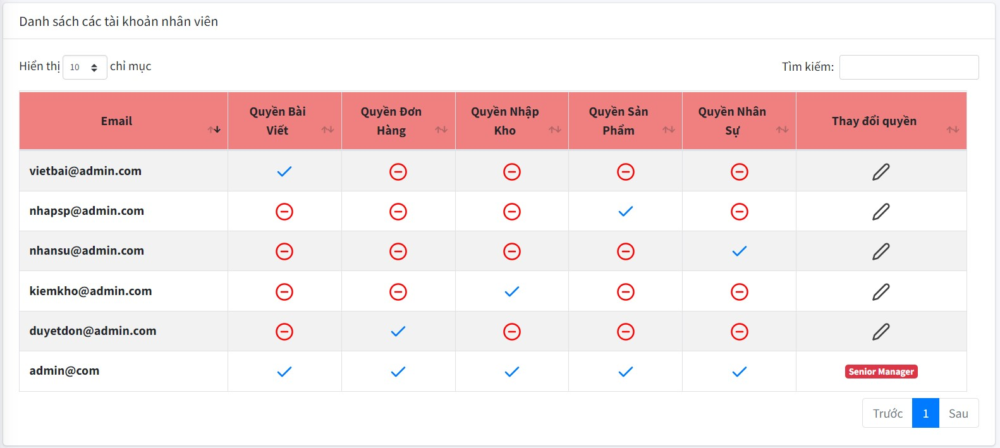 Danh sách các tài khoản nhân viên
Hiển thị 10 chỉ mục
Tìm kiếm:
Email
Quyền Bài
Viết
Quyền Đơn
Hàng
Quyền Nhập
Kho
Quyền Sản
Phẩm
Quyền Nhân
Sự
Thay đổi quyền
vietbai@admin.com
nhapsp@admin.com
nhansu@admin.com
kiemkho@admin.com
duyetdon@admin.com
admin@com
Senior Manager
Trước 1 Sau